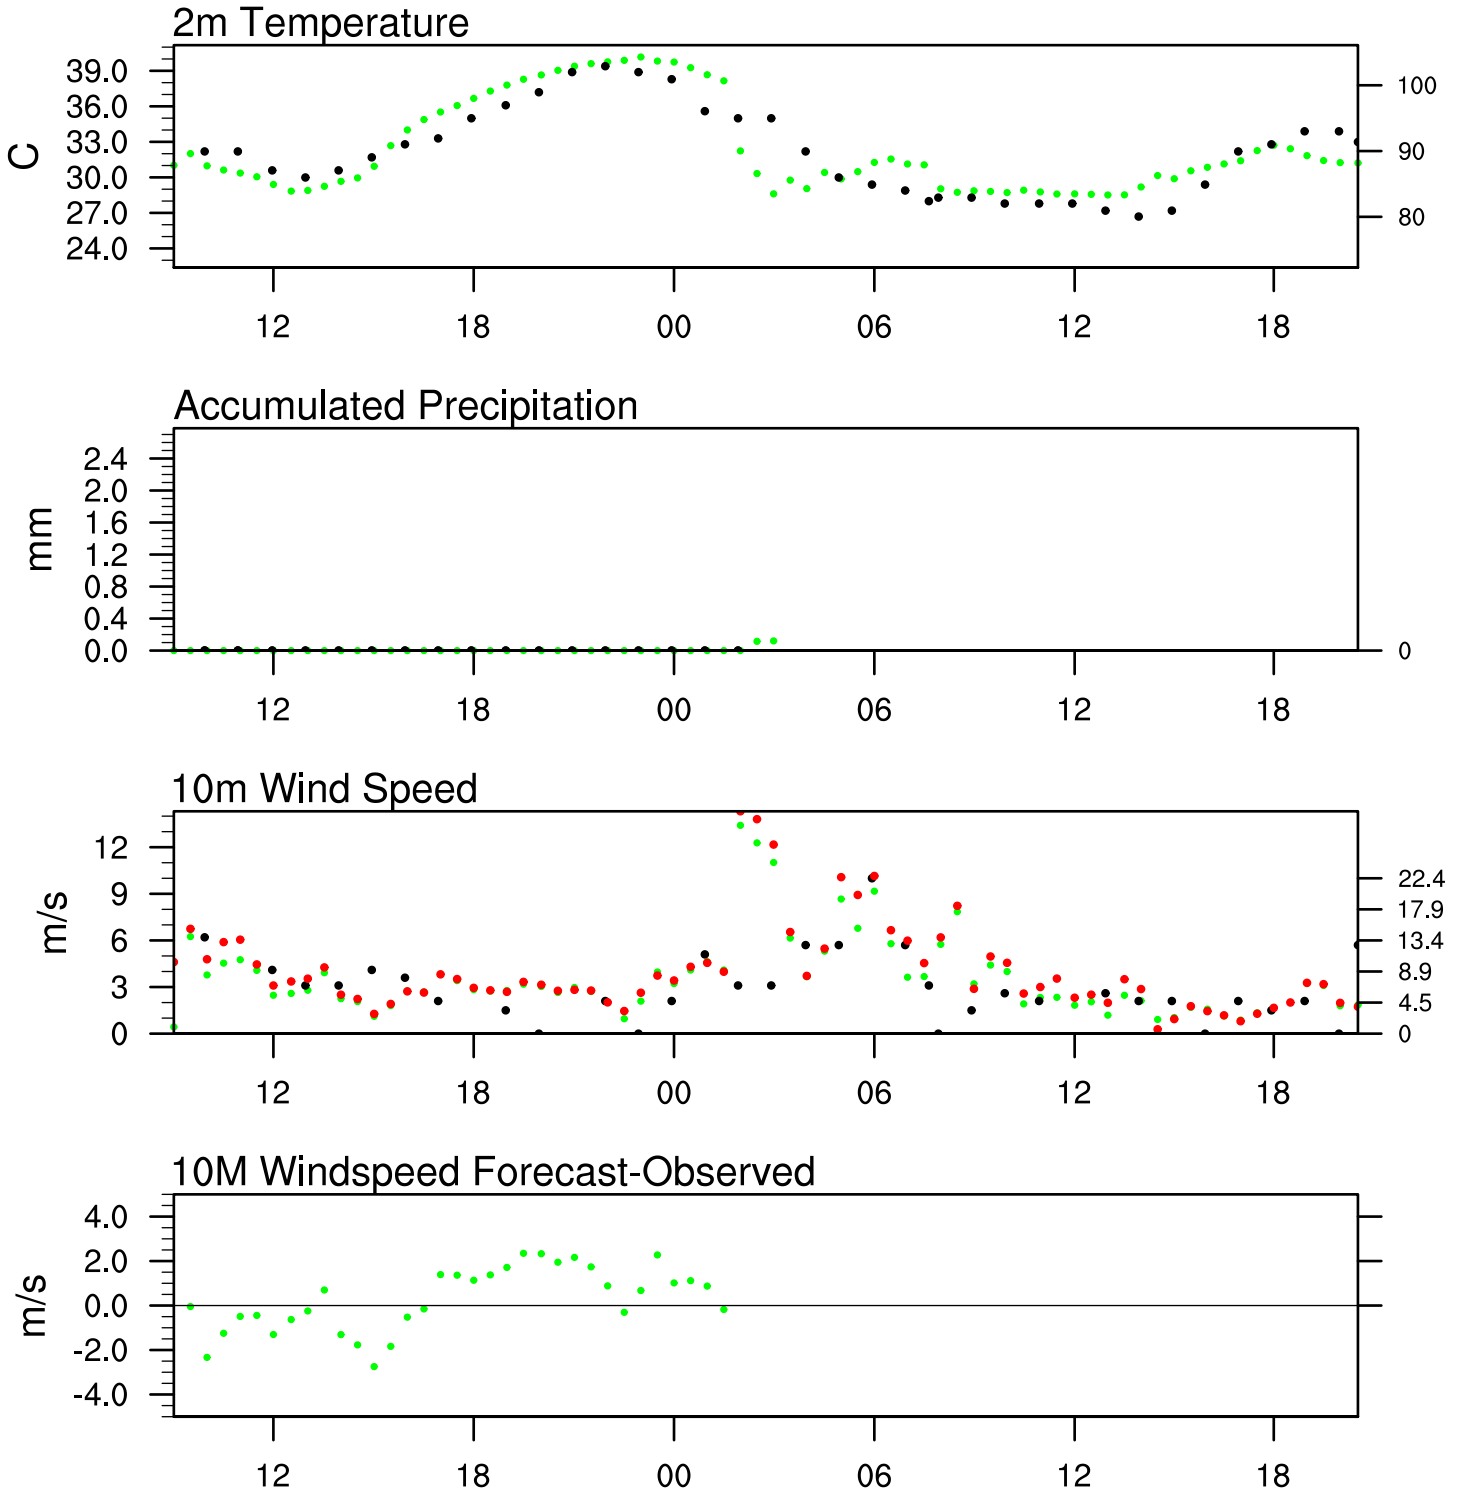 2m Temperature
39.0
36.0
33.0
30.0
27.0
24.0
C
100
90
80
12 18 00 06 12 18
Accumulated Precipitation
2.4
2.0
1.6
1.2
0.8
0.4
0.0
mm
0
12 18 00 06 12 18
10m Wind Speed
12
9
6
3
0
m/s
22.4
17.9
13.4
8.9
4.5
0
12 18 00 06 12 18
10M Windspeed Forecast-Observed
4.0
2.0
0.0
-2.0
-4.0
m/s
12 18 00 06 12 18